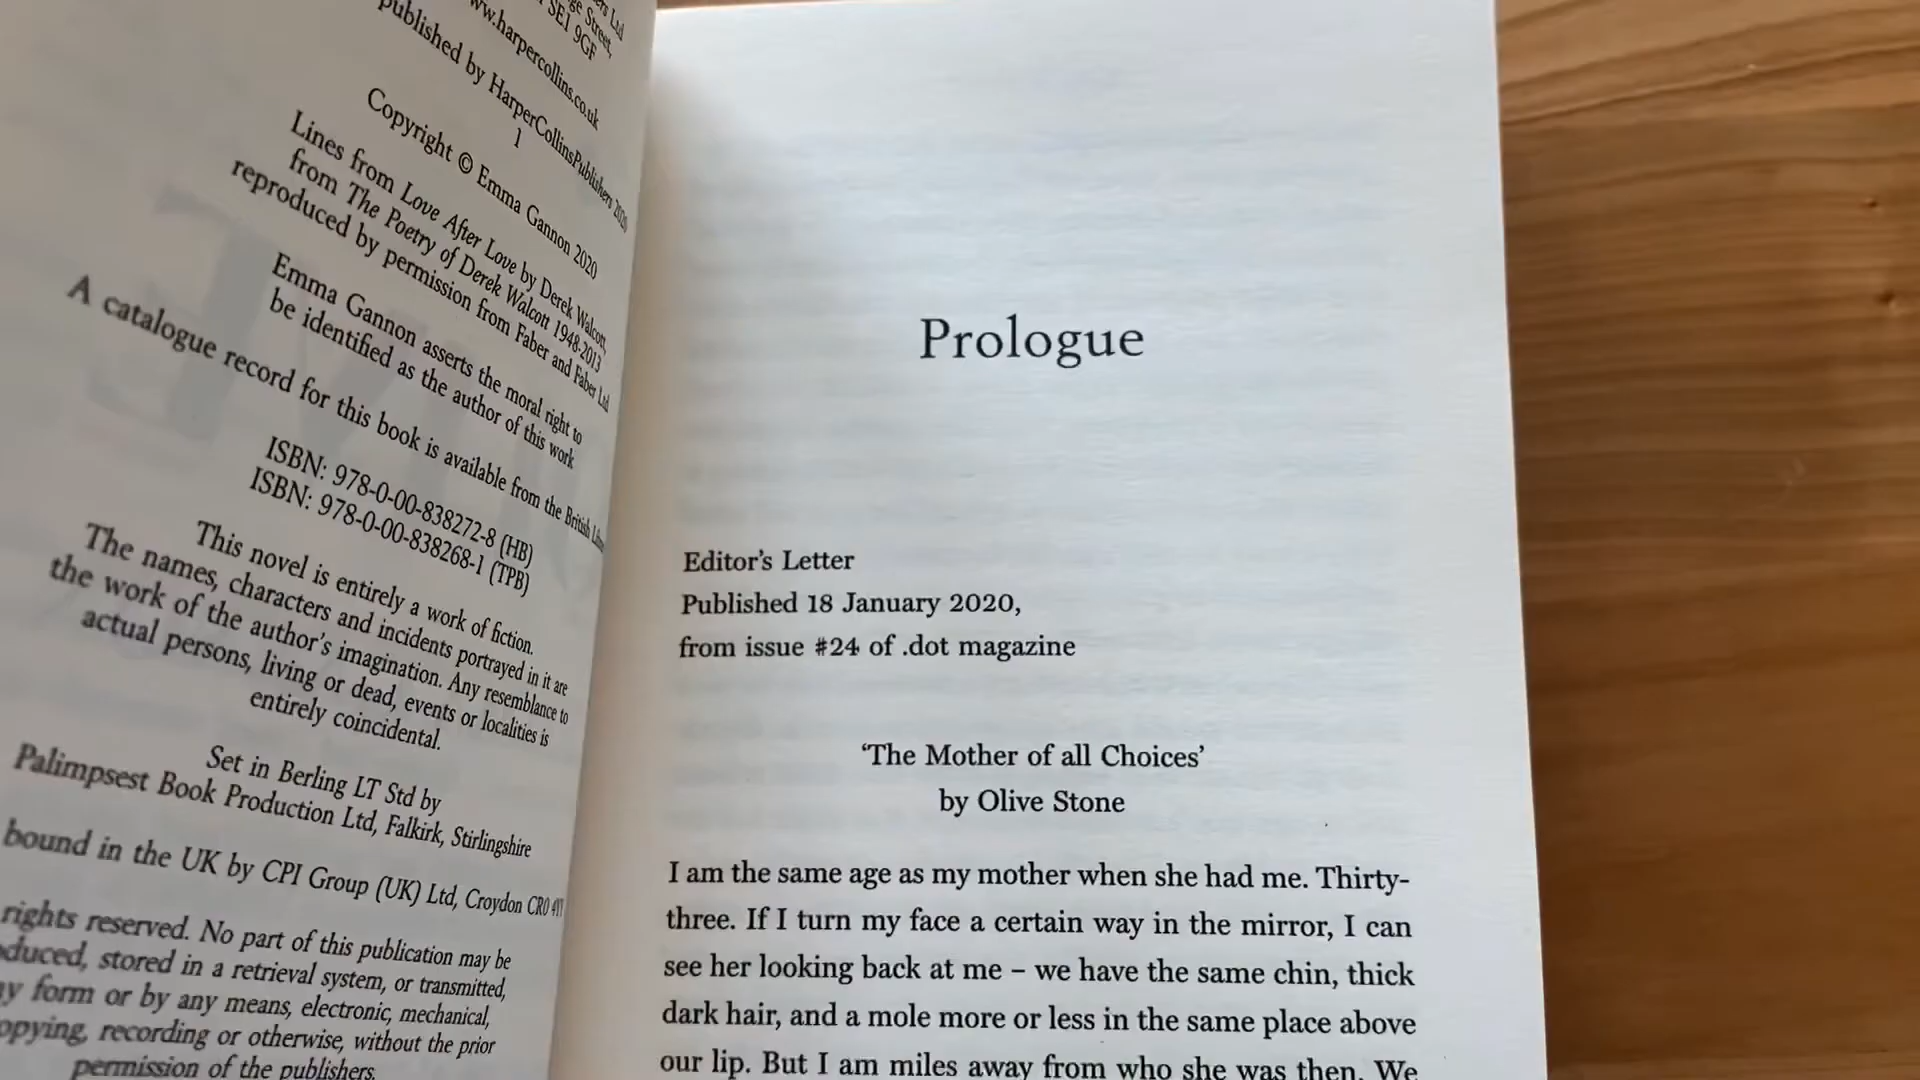 Ltd
ge Street,
SE1 9GF
www.harpercollins.co.uk
published by HarperCollinsPublishers 2020
1
Copyright © Emma Gannon 2020
Lines from Love After Love by Derek Walcott,
from The Poetry of Derek Walcott 1948-2013
reproduced by permission from Faber and Faber Ltd
Emma Gannon asserts the moral right to
be identified as the author of this work
A catalogue record for this book is available from the British
ISBN: 978-0-00-838272-8 (HB)
ISBN: 978-0-00-838268-1 (TPB)
This novel is entirely a work of fiction.
The names, characters and incidents portrayed in it are
the work of the author's imagination. Any resemblance to
actual persons, living or dead, events or localities is
entirely coincidental.
Set in Berling LT Std by
Palimpsest Book Production Ltd, Falkirk, Stirlingshire
bound in the UK by CPI Group (UK) Ltd, Croydon CR0
rights reserved. No part of this publication may be
duced, stored in a retrieval system, or transmitted,
y form or by any means, electronic, mechanical,
opying, recording or otherwise, without the prior
permission of the publishers.
Prologue
Editor's Letter
Published 18 January 2020,
from issue #24 of .dot magazine
‘The Mother of all Choices’
by Olive Stone
I am the same age as my mother when she had me. Thirty-
three. If I turn my face a certain way in the mirror, I can
see her looking back at me – we have the same chin, thick
dark hair, and a mole more or less in the same place above
our lip. But I am miles away from who she was then. We